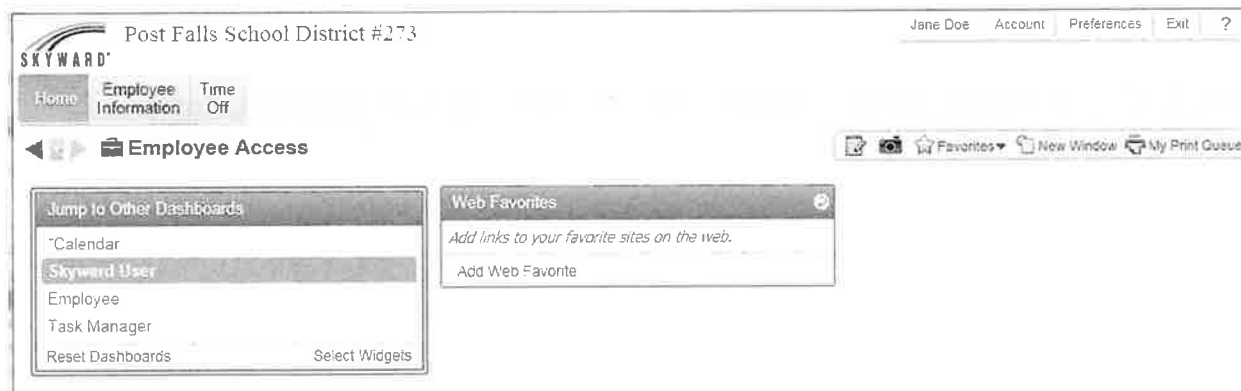 Post Falls School District #273
SKYWARD
Jane Doe Account Preferences Exit ?
Home
Employee Information
Time Off
Employee Access
Favorites New Window My Print Queue
Jump to Other Dashboards
*Calendar
Skyward User
Employee
Task Manager
Reset Dashboards Select Widgets
Web Favorites
Add links to your favorite sites on the web.
Add Web Favorite